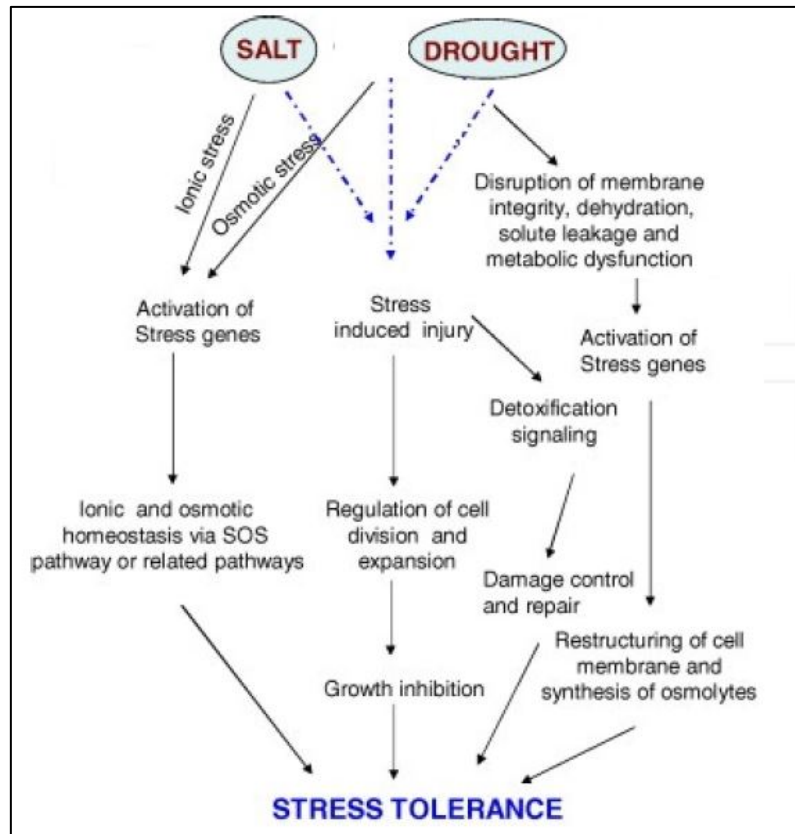 SALT
DROUGHT
Ionic stress
Osmotic stress
Disruption of membrane
integrity, dehydration,
solute leakage and
metabolic dysfunction
Activation of
Stress genes
Stress
induced injury
Activation of
Stress genes
Detoxification
signaling
Ionic and osmotic
homeostasis via SOS
pathway or related pathways
Regulation of cell
division and
expansion
Damage control
and repair
Restructuring of cell
membrane and
synthesis of osmolytes
Growth inhibition
STRESS TOLERANCE